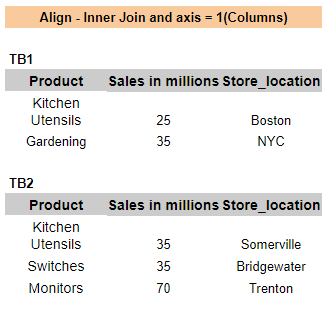 Align - Inner Join and axis = 1(Columns)
TB1
Product Sales in millions Store_location
Kitchen
Utensils 25 Boston
Gardening 35 NYC
TB2
Product Sales in millions Store_location
Kitchen
Utensils 35 Somerville
Switches 35 Bridgewater
Monitors 70 Trenton